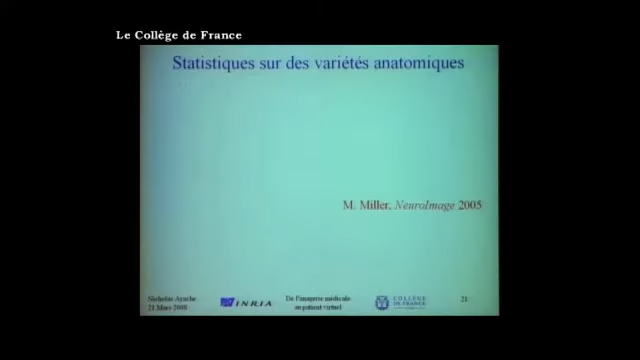 Le Collège de France
Statistiques sur des variétés anatomiques
M. Miller, NeuroImage 2005
Nicholas Ayache
21 Mars 2008
INRIA
De l'imagerie médicale
au patient virtuel
COLLÈGE
DE FRANCE
21